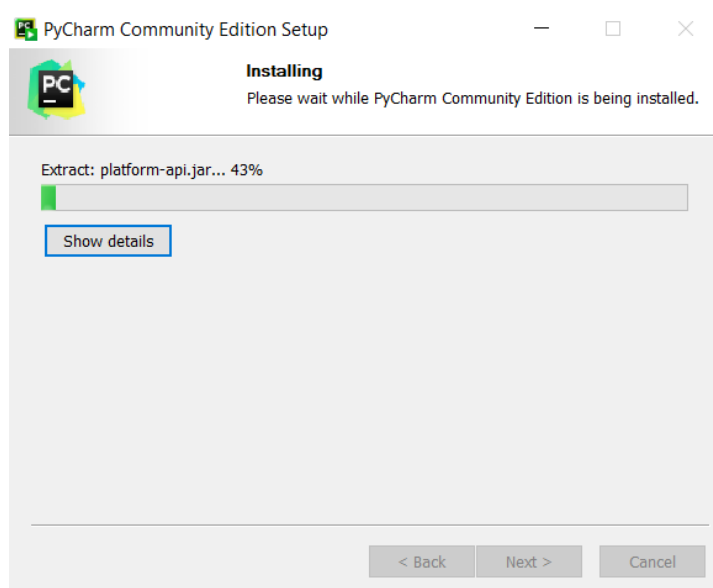 PC PyCharm Community Edition Setup
PC
Installing
Please wait while PyCharm Community Edition is being installed.
Extract: platform-api.jar... 43%
Show details
< Back
Next >
Cancel